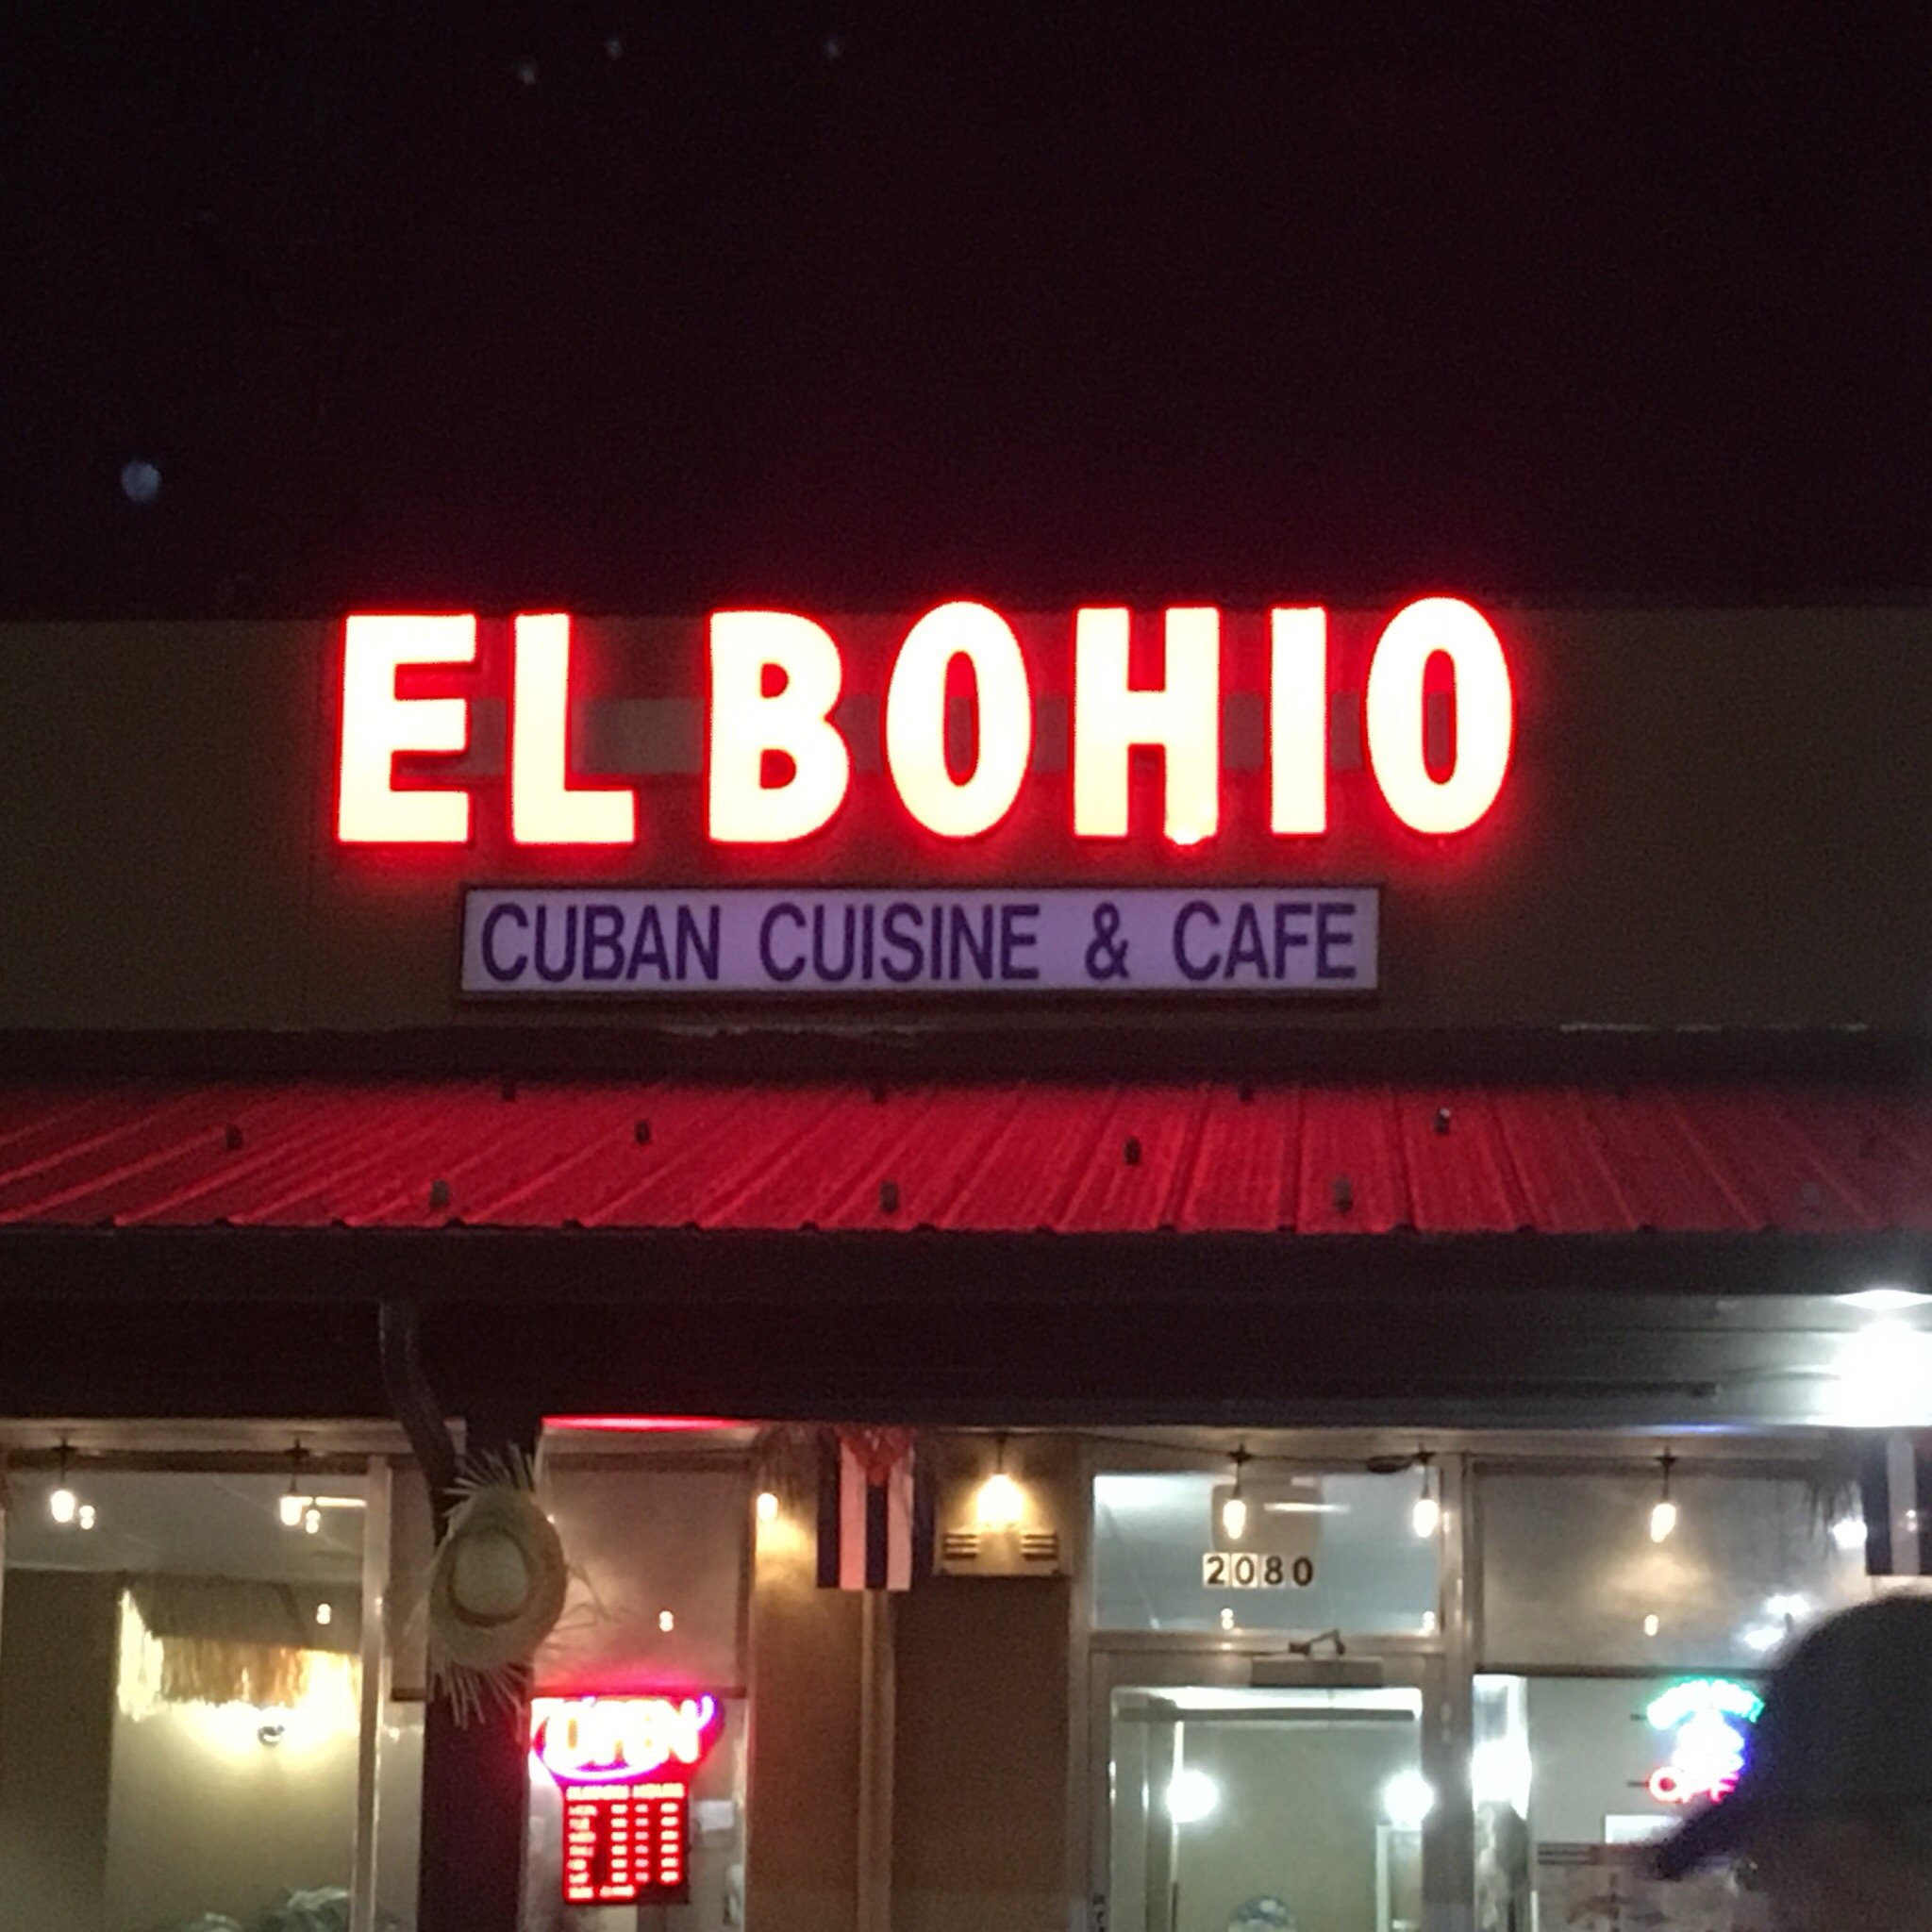 EL BOHIO
CUBAN CUISINE & CAFE
2080
OPEN